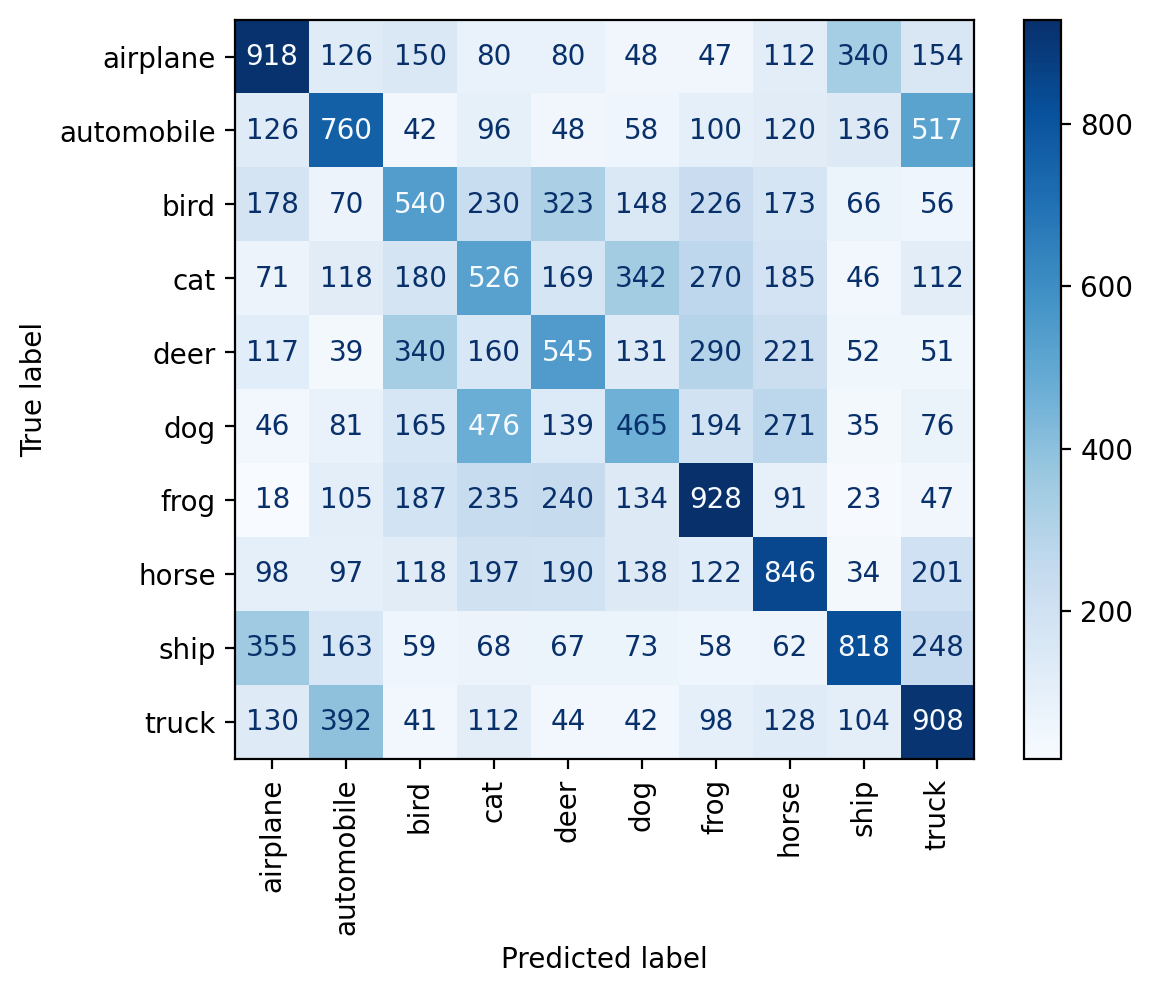 airplane 918 126 150 80 80 48 47 112 340 154
automobile 126 760 42 96 48 58 100 120 136 517
bird 178 70 540 230 323 148 226 173 66 56
cat 71 118 180 526 169 342 270 185 46 112
deer 117 39 340 160 545 131 290 221 52 51
dog 46 81 165 476 139 465 194 271 35 76
frog 18 105 187 235 240 134 928 91 23 47
horse 98 97 118 197 190 138 122 846 34 201
ship 355 163 59 68 67 73 58 62 818 248
truck 130 392 41 112 44 42 98 128 104 908
airplane automobile bird cat deer dog frog horse ship truck
Predicted label
True label
800
600
400
200